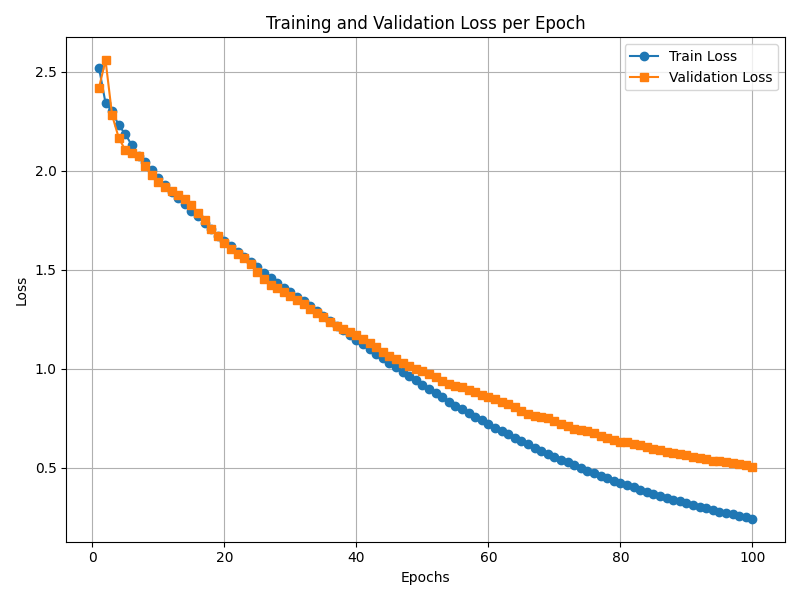 Training and Validation Loss per Epoch
Train Loss
Validation Loss
2.5
2.0
1.5
1.0
0.5
Loss
0 20 40 60 80 100
Epochs